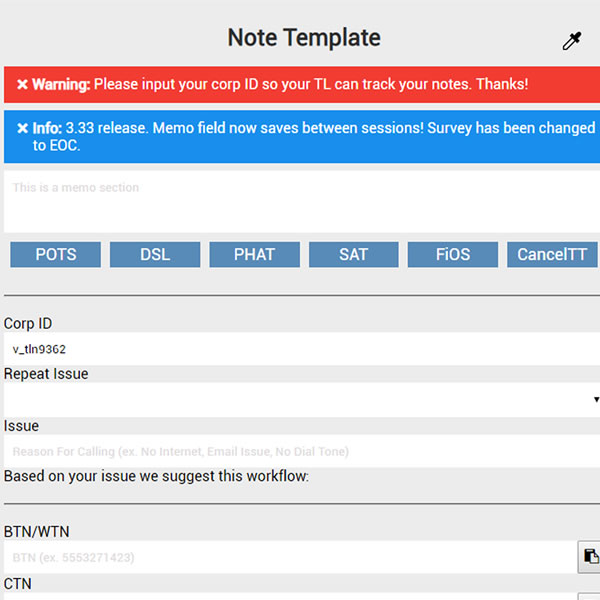 Note Template
✖ Warning: Please input your corp ID so your TL can track your notes. Thanks!
✖ Info: 3.33 release. Memo field now saves between sessions! Survey has been changed
to EOC.
This is a memo section
POTS DSL PHAT SAT FiOS CancelTT
Corp ID
v_tln9362
Repeat Issue
Issue
Reason For Calling (ex. No Internet, Email Issue, No Dial Tone)
Based on your issue we suggest this workflow:
BTN/WTN
BTN (ex. 5553271423)
CTN